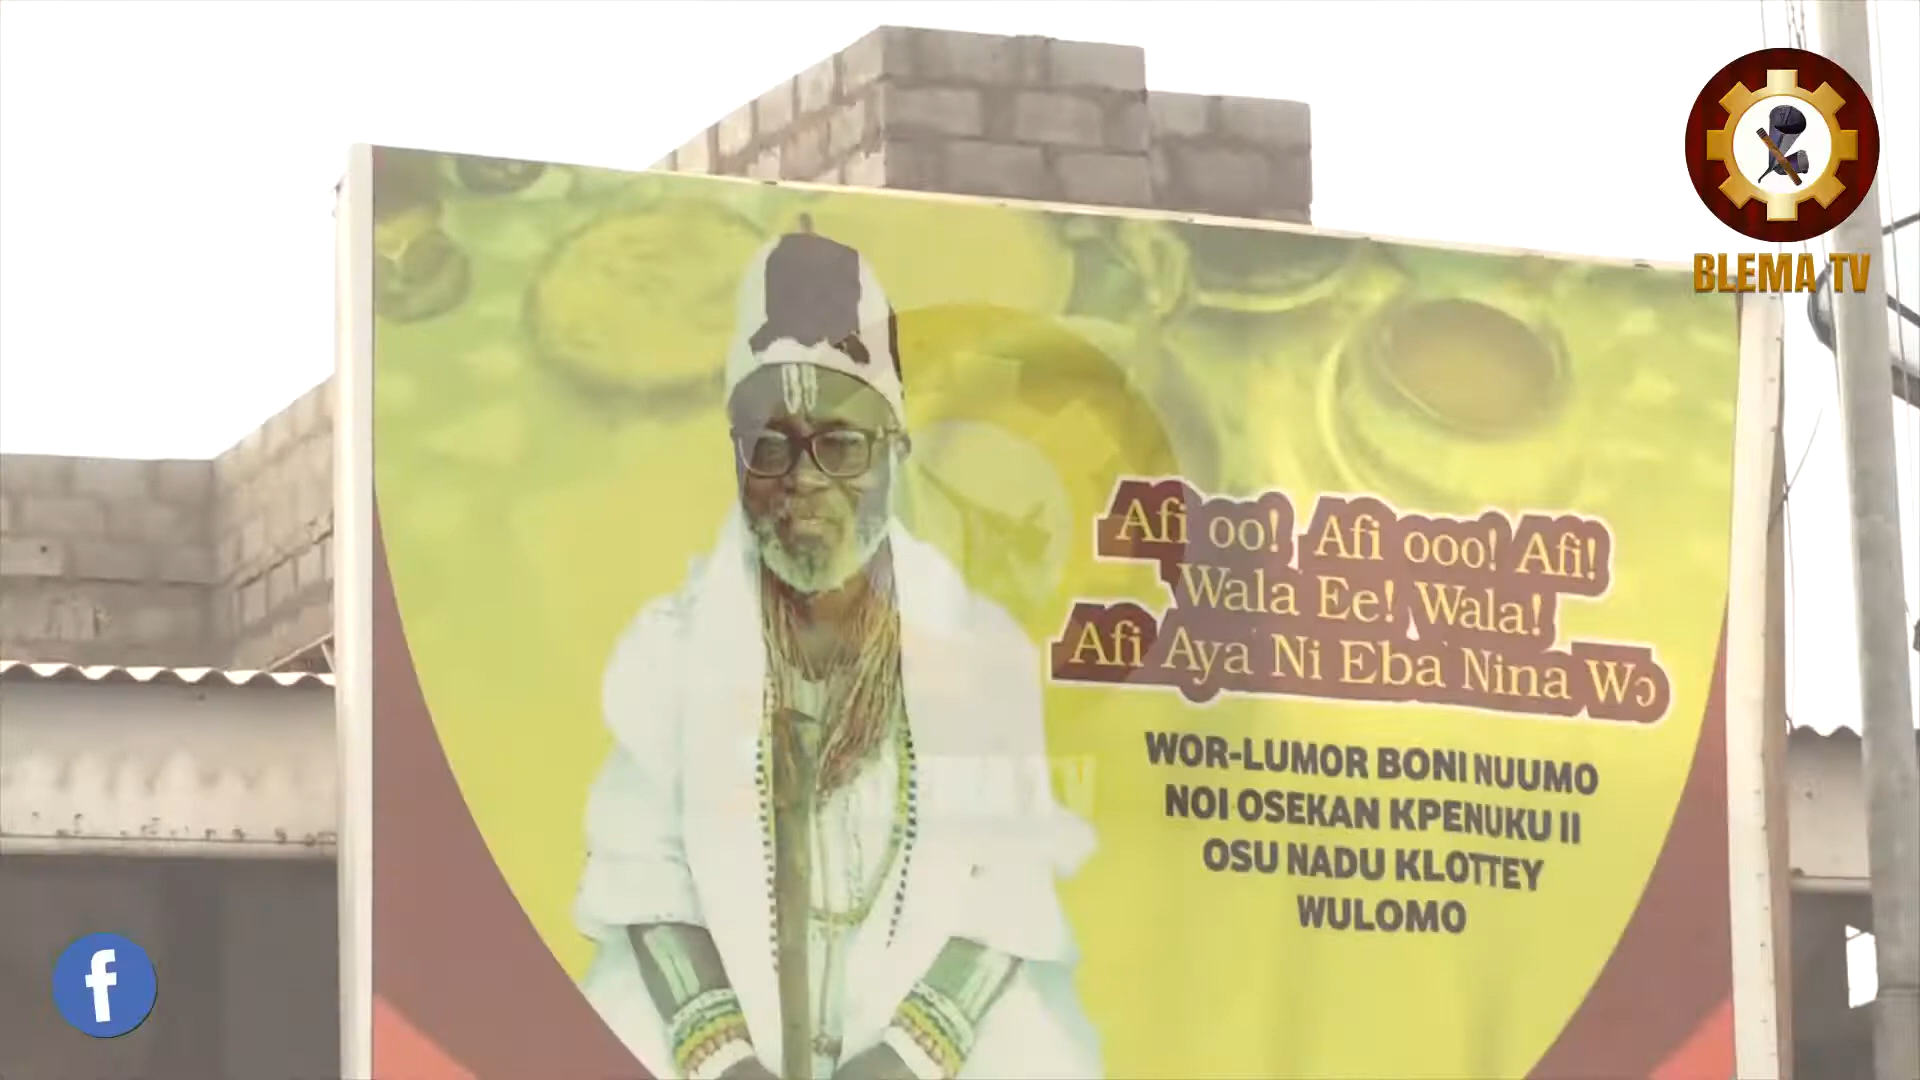 BLEMA TV
Afi oo! Afi ooo! Afi!
Wala Ee! Wala!
Afi Aya Ni Eba Nina Wɔ
WOR-LUMOR BONI NUUMO
NOI OSEKAN KPENUKU II
OSU NADU KLOTTEY
WULOMO
f